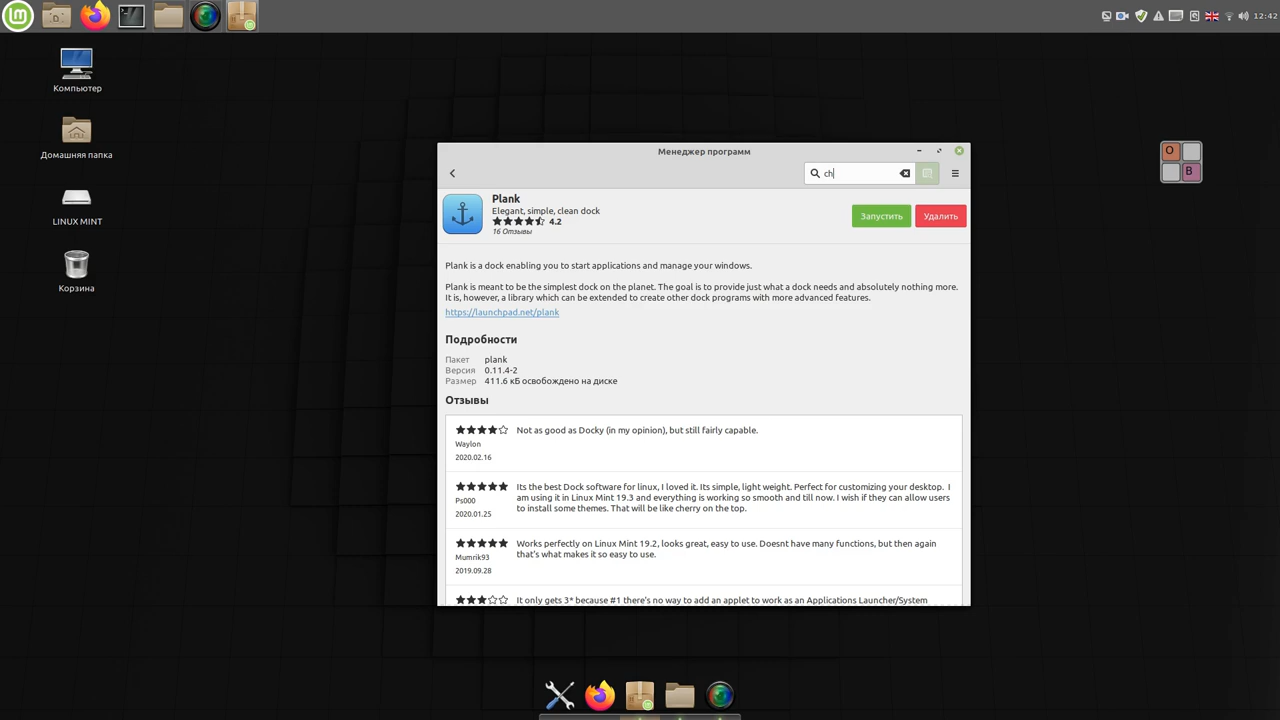 12:42
Компьютер
Домашняя папка
LINUX MINT
Корзина
O
B
Менеджер программ
ch
Plank
Elegant, simple, clean dock
4.2
16 Отзывы
Запустить
Удалить
Plank is a dock enabling you to start applications and manage your windows.
Plank is meant to be the simplest dock on the planet. The goal is to provide just what a dock needs and absolutely nothing more.
It is, however, a library which can be extended to create other dock programs with more advanced features.
https://launchpad.net/plank
Подробности
Пакет plank
Версия 0.11.4-2
Размер 411.6 кБ освобождено на диске
Отзывы
Not as good as Docky (in my opinion), but still fairly capable.
Waylon
2020.02.16
Its the best Dock software for linux, I loved it. Its simple, light weight. Perfect for customizing your desktop. I
am using it in Linux Mint 19.3 and everything is working so smooth and till now. I wish if they can allow users
to install some themes. That will be like cherry on the top.
Ps000
2020.01.25
Works perfectly on Linux Mint 19.2, looks great, easy to use. Doesnt have many functions, but then again
that's what makes it so easy to use.
Mumrik93
2019.09.28
It only gets 3* because #1 there's no way to add an applet to work as an Applications Launcher/System